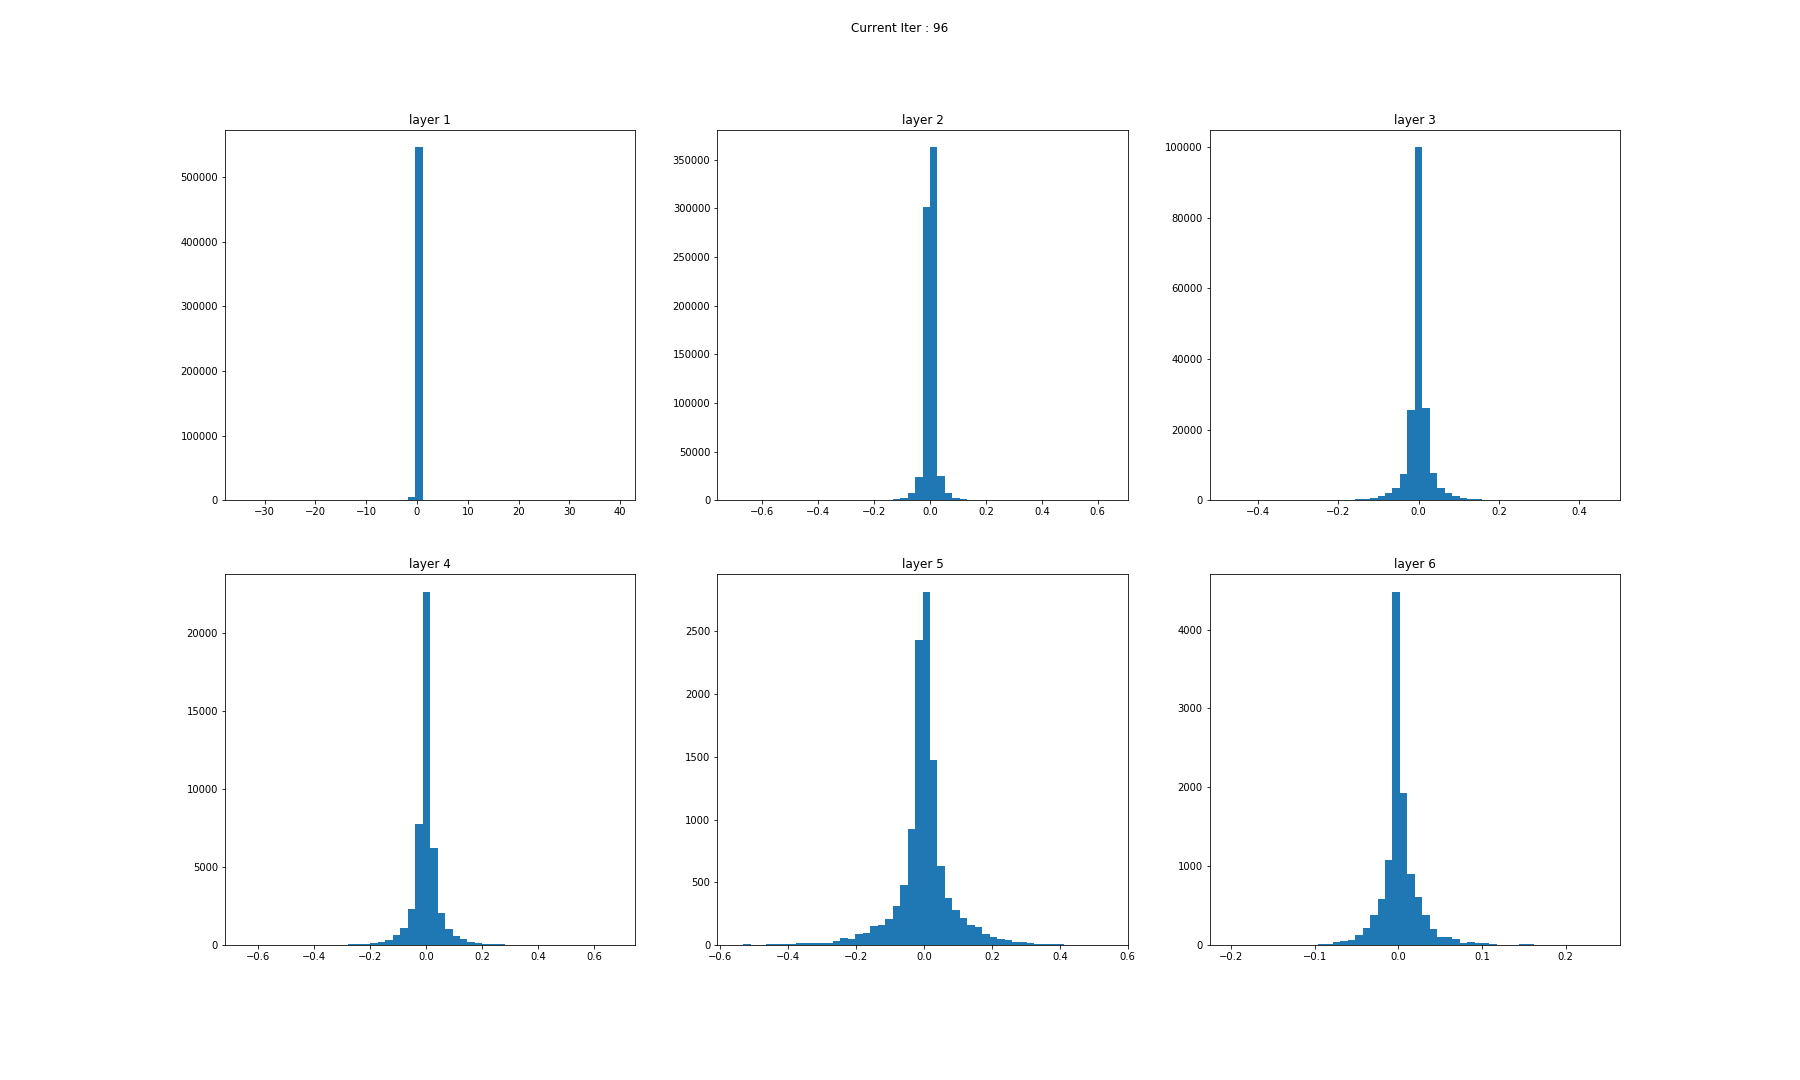 Current Iter : 96
layer 1
500000
400000
300000
200000
100000
0
−30 −20 −10 0 10 20 30 40
layer 2
350000
300000
250000
200000
150000
100000
50000
0
−0.6 −0.4 −0.2 0.0 0.2 0.4 0.6
layer 3
100000
80000
60000
40000
20000
0
−0.4 −0.2 0.0 0.2 0.4
layer 4
20000
15000
10000
5000
0
−0.6 −0.4 −0.2 0.0 0.2 0.4 0.6
layer 5
2500
2000
1500
1000
500
0
−0.6 −0.4 −0.2 0.0 0.2 0.4 0.6
layer 6
4000
3000
2000
1000
0
−0.2 −0.1 0.0 0.1 0.2